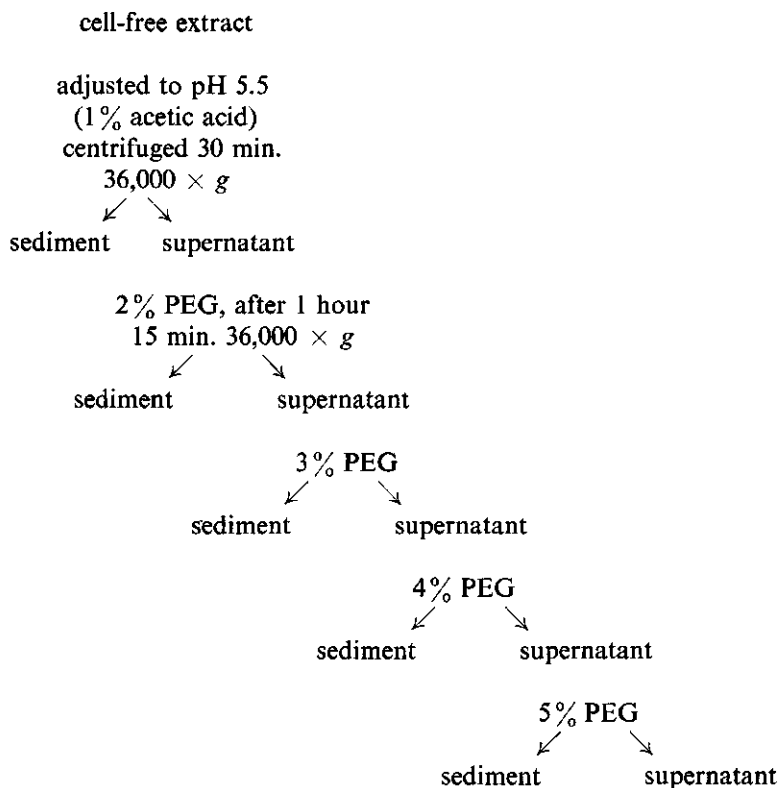 cell-free extract
adjusted to pH 5.5
(1% acetic acid)
centrifuged 30 min.
36,000 × g
sediment supernatant
2% PEG, after 1 hour
15 min. 36,000 × g
sediment supernatant
3% PEG
sediment supernatant
4% PEG
sediment supernatant
5% PEG
sediment supernatant